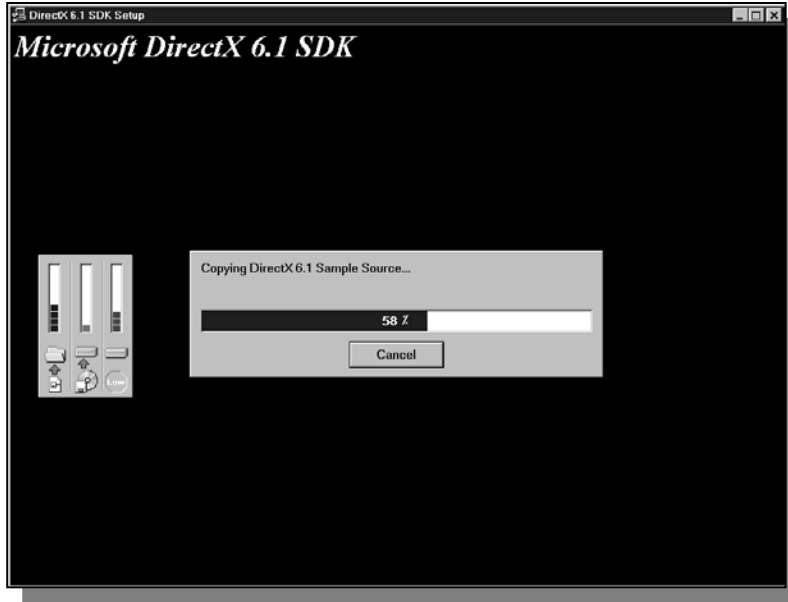 DirectX 6.1 SDK Setup
Microsoft DirectX 6.1 SDK
Copying DirectX 6.1 Sample Source...
58 %
Cancel
Low